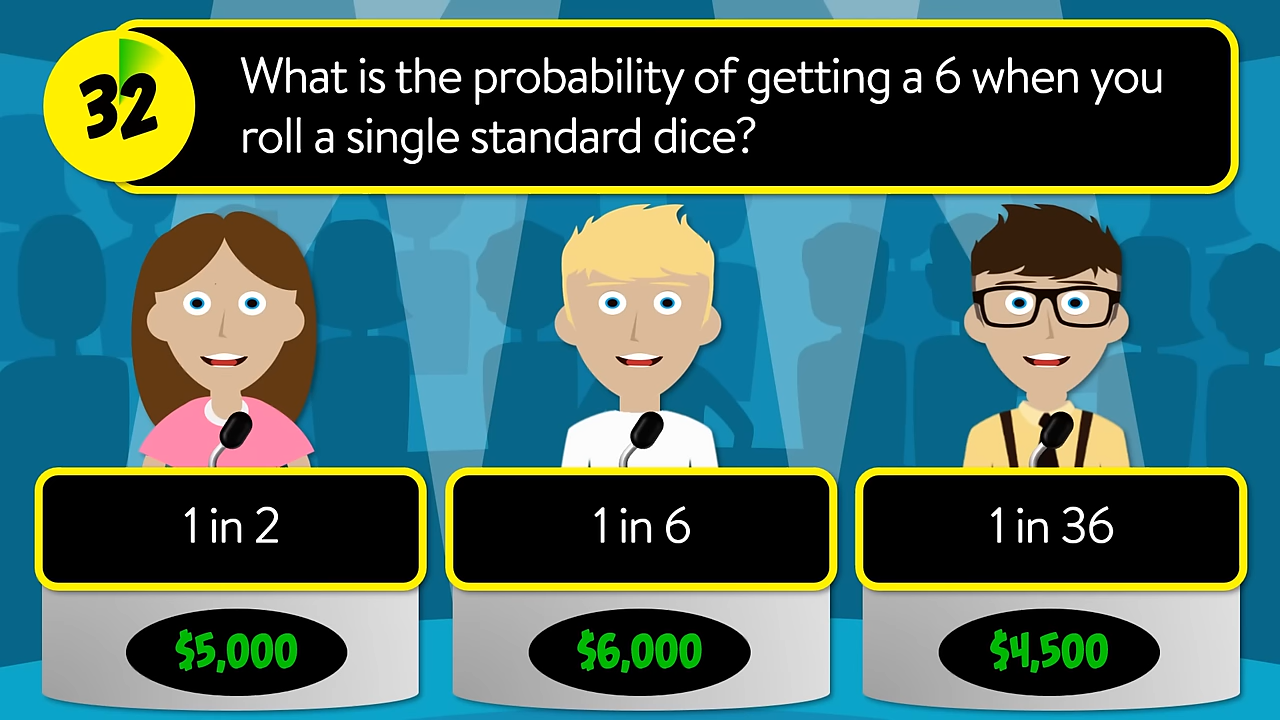 32
What is the probability of getting a 6 when you
roll a single standard dice?
1 in 2
1 in 6
1 in 36
$5,000
$6,000
$4,500